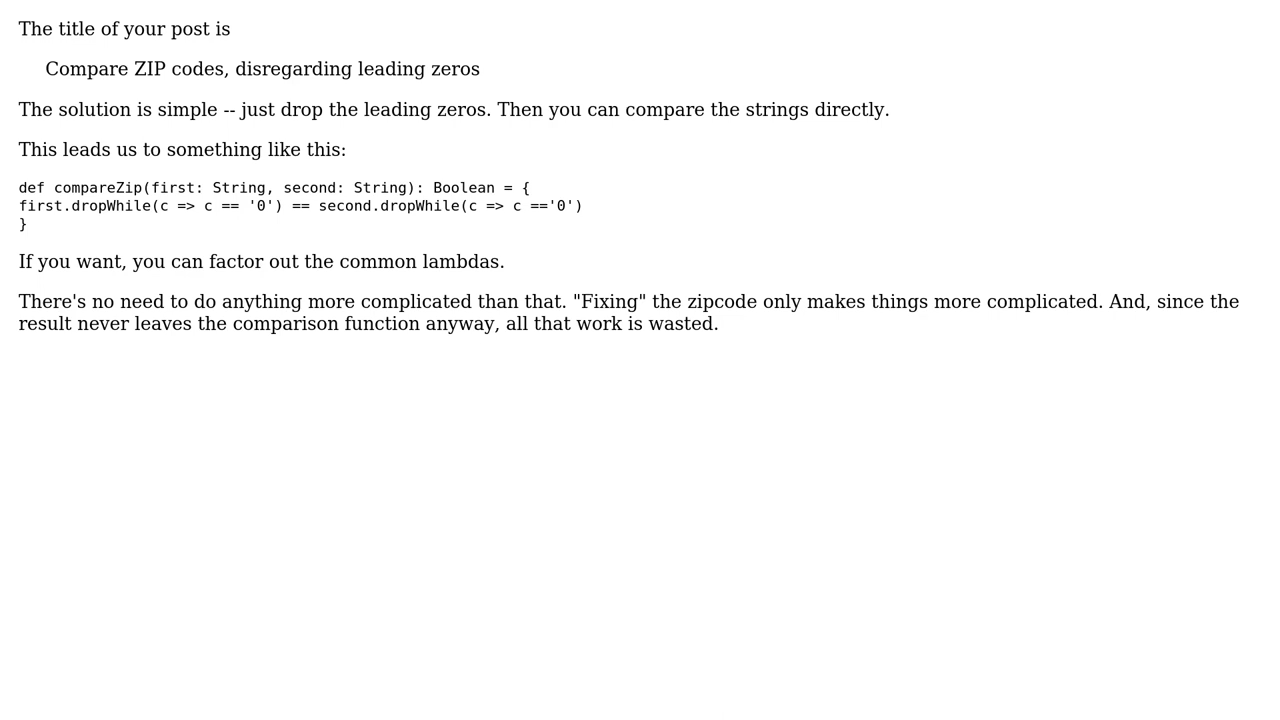 The title of your post is
Compare ZIP codes, disregarding leading zeros
The solution is simple -- just drop the leading zeros. Then you can compare the strings directly.
This leads us to something like this:
def compareZip(first: String, second: String): Boolean = {
first.dropWhile(c => c == '0') == second.dropWhile(c => c =='0')
}
If you want, you can factor out the common lambdas.
There's no need to do anything more complicated than that. "Fixing" the zipcode only makes things more complicated. And, since the
result never leaves the comparison function anyway, all that work is wasted.